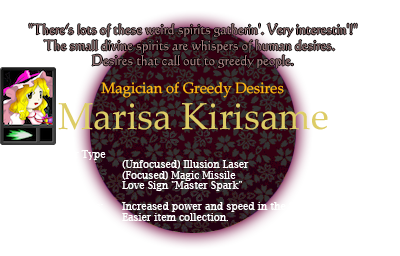 "There's lots of these weird spirits gatherin'. Very interestin'!"
The small divine spirits are whispers of human desires.
Desires that call out to greedy people.
Magician of Greedy Desires
Marisa Kirisame
Type
(Unfocused) Illusion Laser
(Focused) Magic Missile
Love Sign "Master Spark"
Increased power and speed in the
Easier item collection.